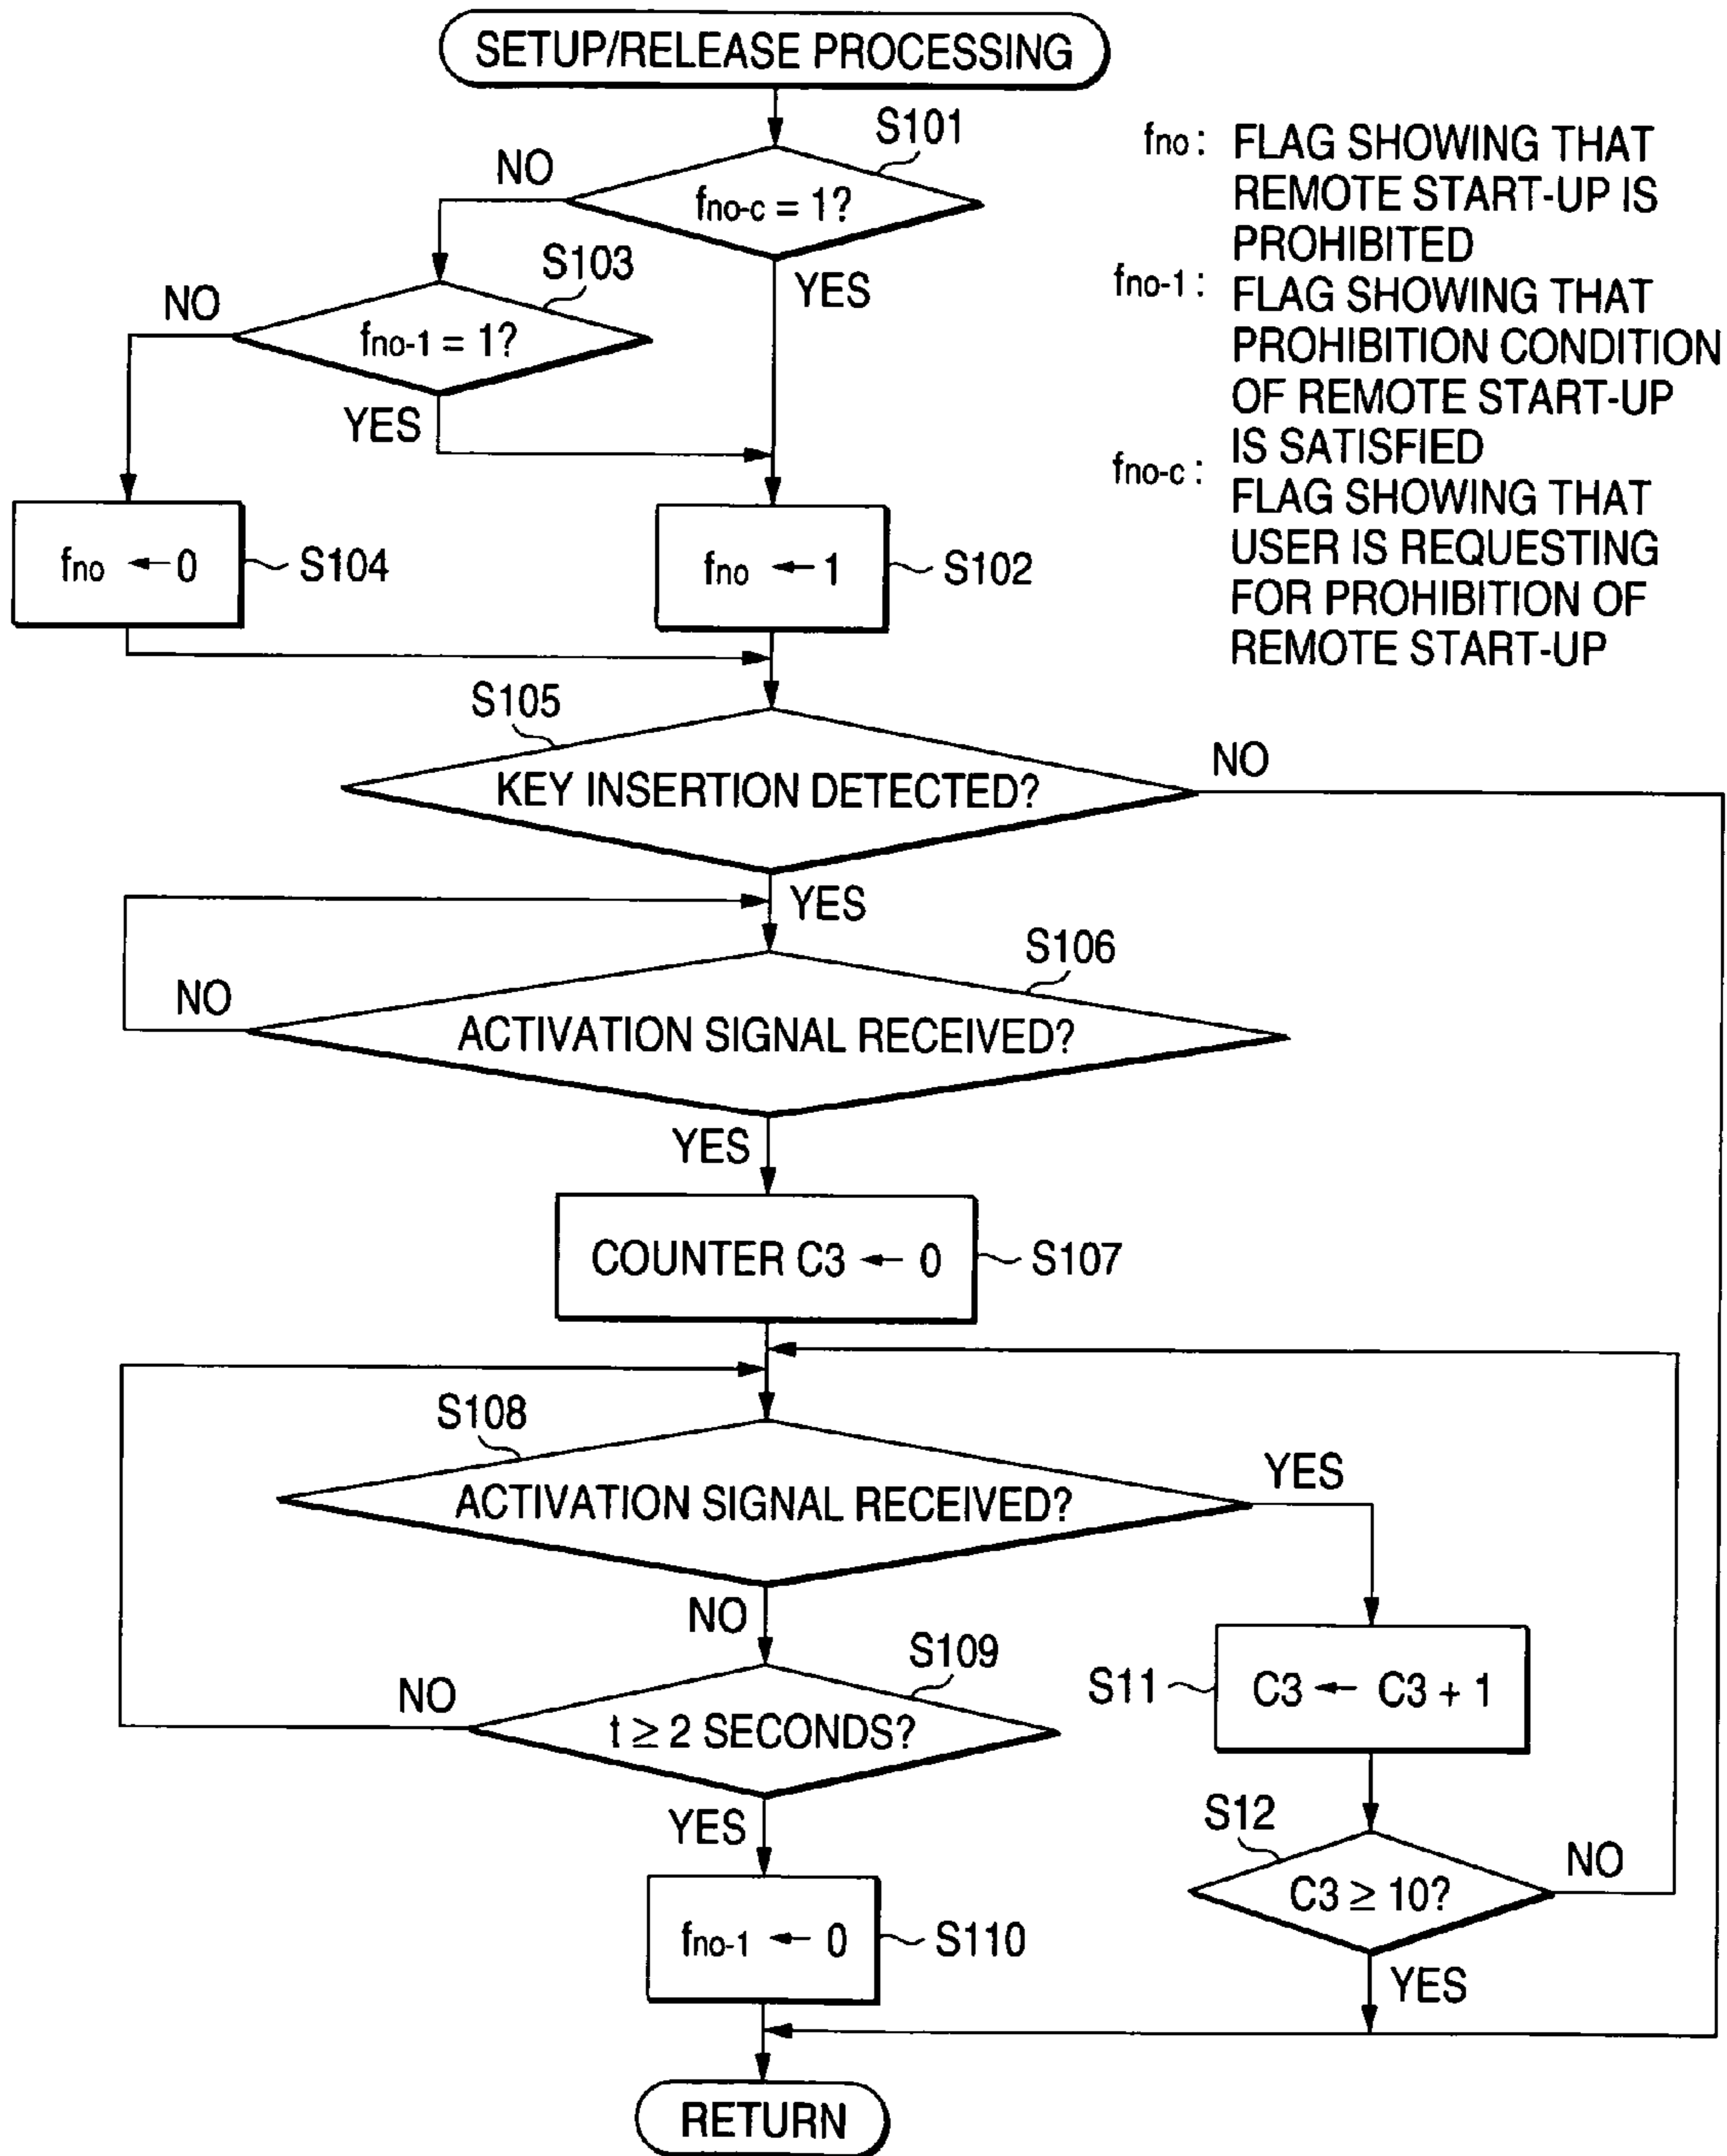 SETUP/RELEASE PROCESSING
S101
fno-c = 1?
NO
YES
S103
fno-1 = 1?
NO
YES
fno ← 0
S104
fno ← 1
S102
fno : FLAG SHOWING THAT
REMOTE START-UP IS
PROHIBITED
fno-1 : FLAG SHOWING THAT
PROHIBITION CONDITION
OF REMOTE START-UP
IS SATISFIED
fno-c :
FLAG SHOWING THAT
USER IS REQUESTING
FOR PROHIBITION OF
REMOTE START-UP
S105
KEY INSERTION DETECTED?
NO
YES
S106
NO
ACTIVATION SIGNAL RECEIVED?
YES
COUNTER C3 ← 0
S107
S108
ACTIVATION SIGNAL RECEIVED?
YES
NO
S109
NO
t ≥ 2 SECONDS?
YES
S11
C3 ← C3 + 1
S12
C3 ≥ 10?
NO
YES
fno-1 ← 0
S110
RETURN